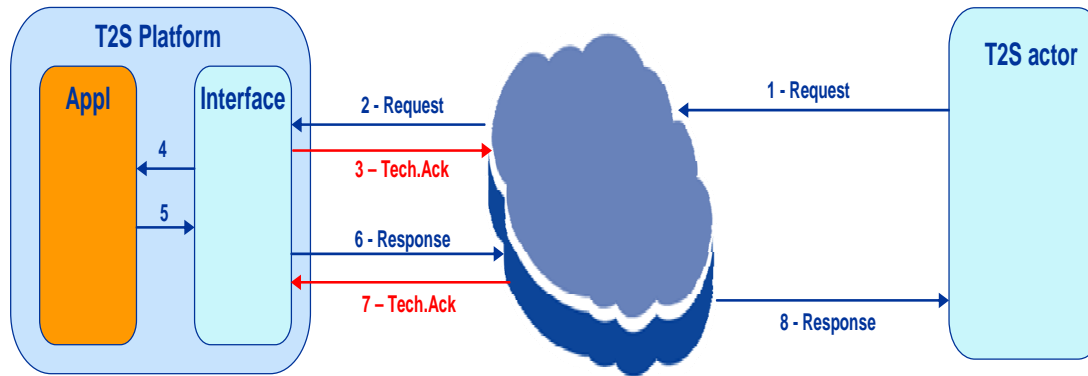 T2S Platform
T2S actor
Appl
Interface
1 - Request
2 - Request
3 – Tech.Ack
4
5
6 - Response
7 – Tech.Ack
8 - Response